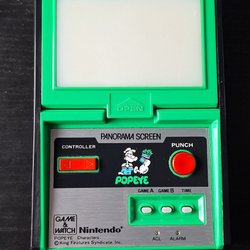 OPEN
PANORAMA SCREEN
CONTROLLER
PUNCH
POPEYE
GAME A GAME B TIME
GAME &
WATCH Nintendo
ACL ALARM
POPEYE Characters
© King Features Syndicate, Inc.